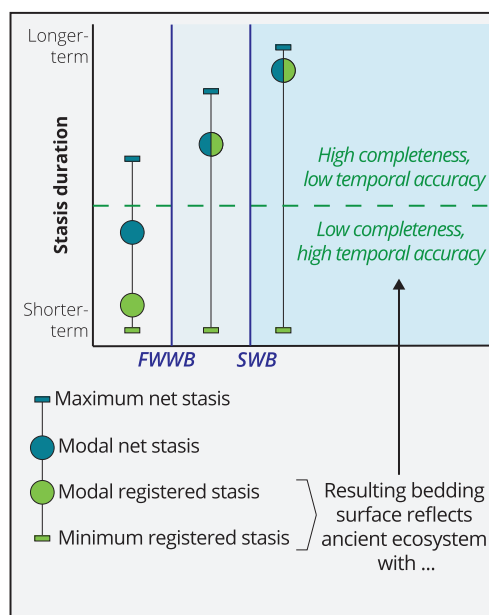 Longer-
term
Stasis duration
High completeness,
low temporal accuracy
Low completeness,
high temporal accuracy
Shorter-
term
FWWB
SWB
Maximum net stasis
Modal net stasis
Modal registered stasis
Minimum registered stasis
Resulting bedding
surface reflects
ancient ecosystem
with ...